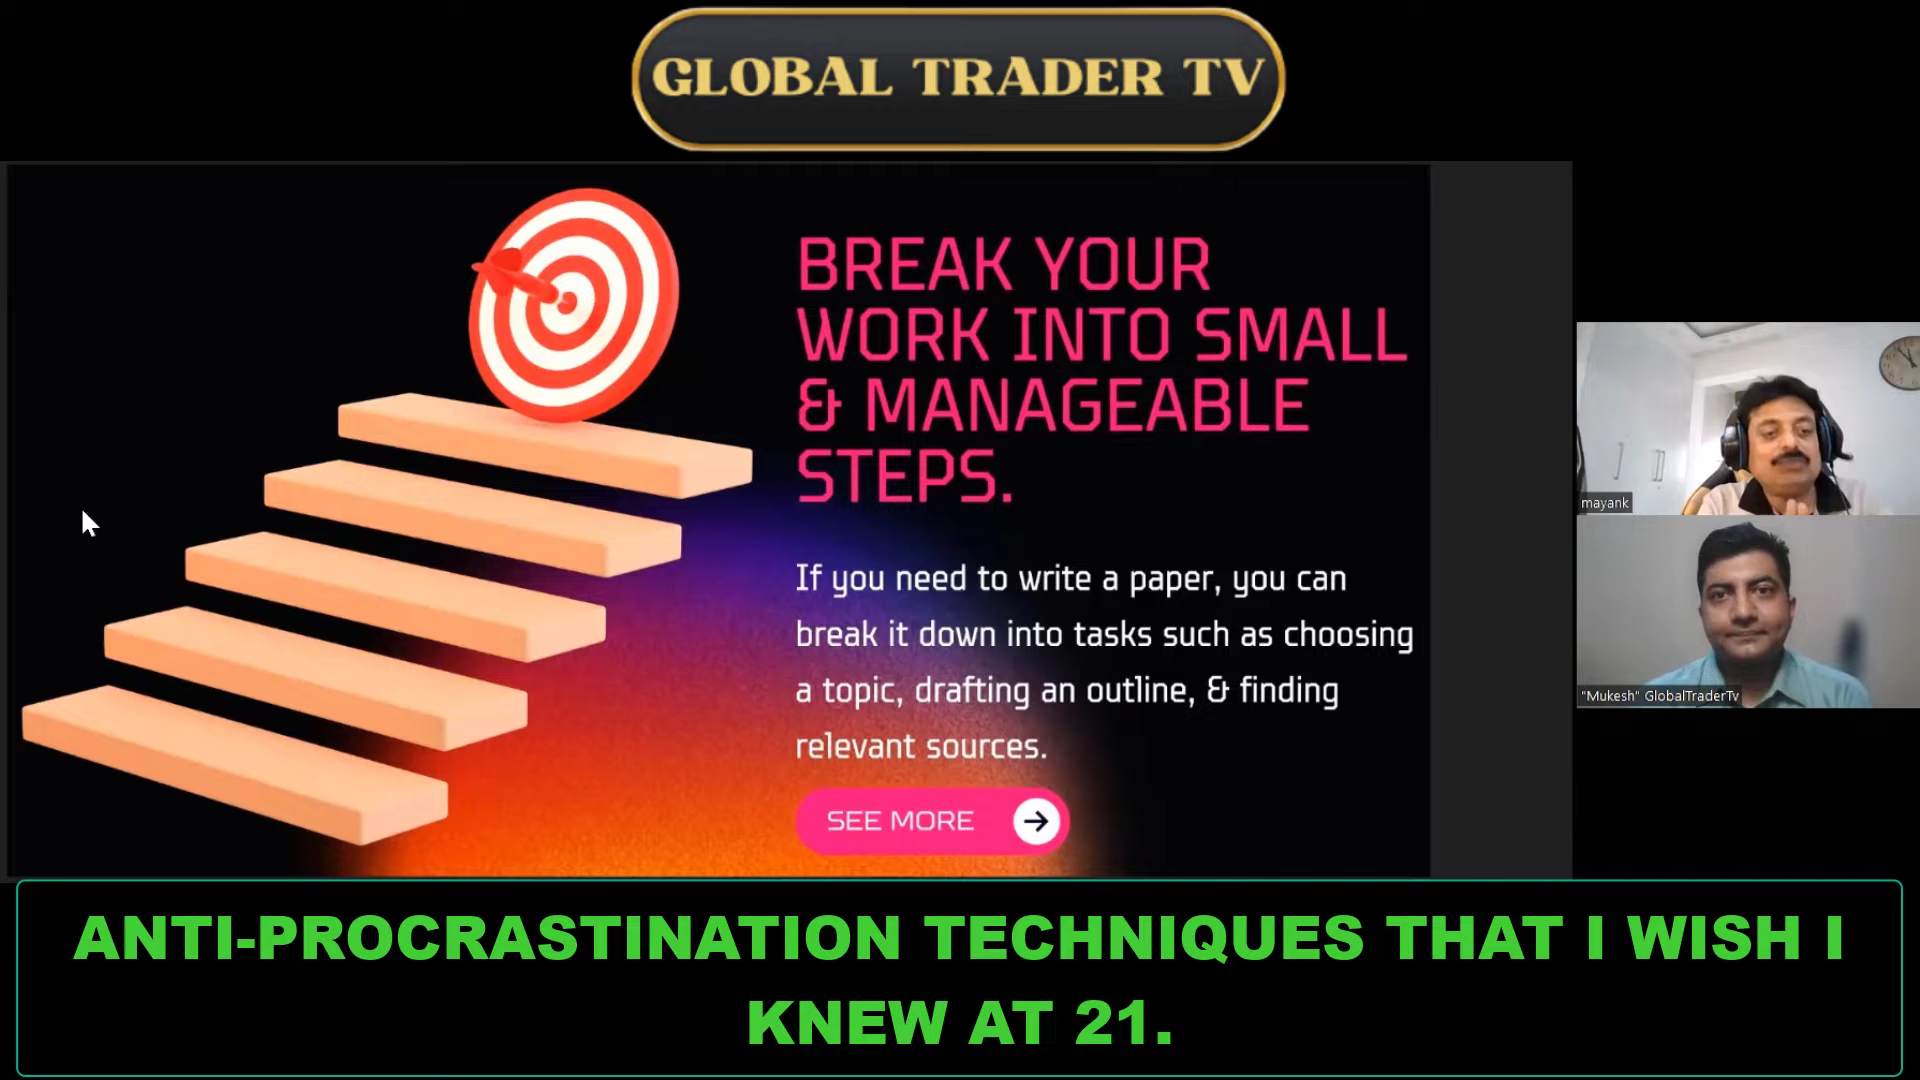 GLOBAL TRADER TV
BREAK YOUR
WORK INTO SMALL
& MANAGEABLE
STEPS.
If you need to write a paper, you can
break it down into tasks such as choosing
a topic, drafting an outline, & finding
relevant sources.
SEE MORE
mayank
"Mukesh" GlobalTraderTv
ANTI-PROCRASTINATION TECHNIQUES THAT I WISH I
KNEW AT 21.